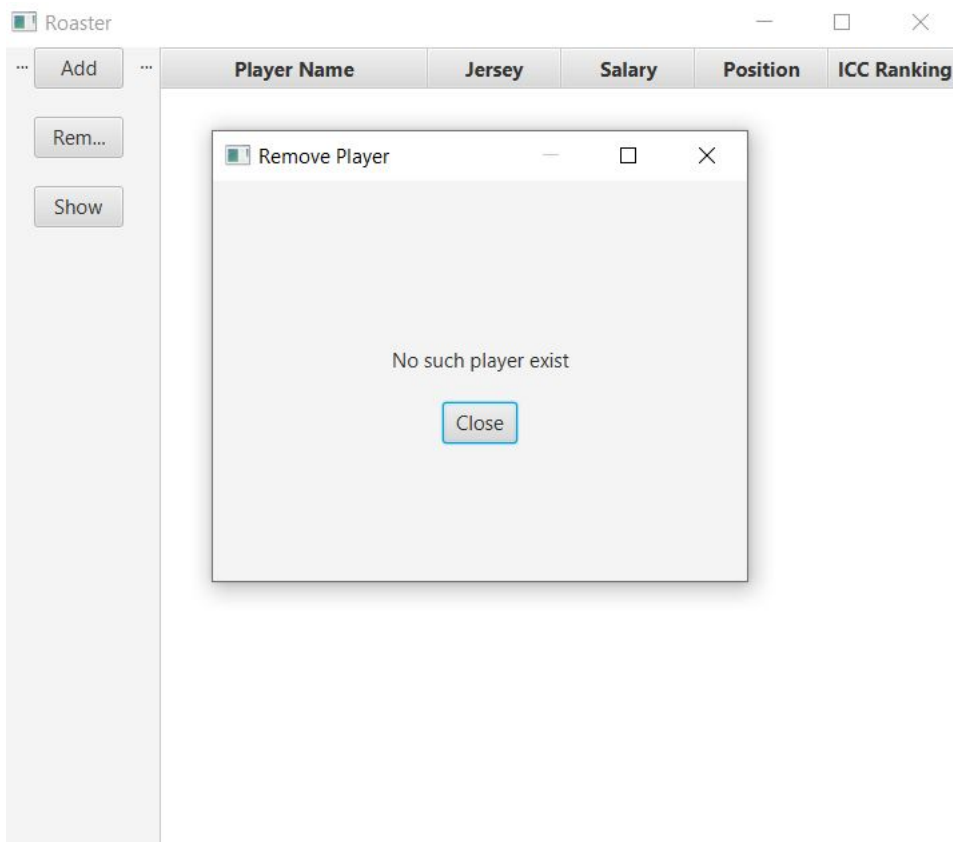 Roaster
... Add ... Player Name Jersey Salary Position ICC Ranking
Rem...
Remove Player
Show
No such player exist
Close